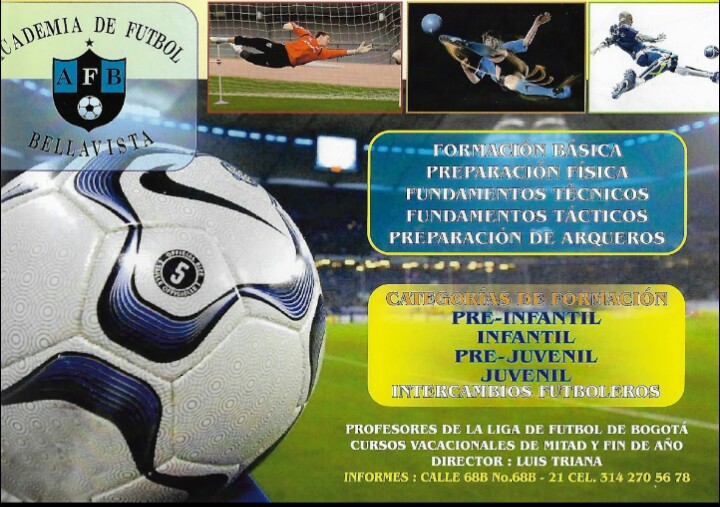 ACADEMIA DE FUTBOL
AFB
BELLAVISTA
5
FORMACIÓN BÁSICA
PREPARACIÓN FÍSICA
FUNDAMENTOS TÉCNICOS
FUNDAMENTOS TÁCTICOS
PREPARACIÓN DE ARQUEROS
CATEGORÍAS DE FORMACIÓN
PRE-INFANTIL
INFANTIL
PRE-JUVENIL
JUVENIL
INTERCAMBIOS FUTBOLEROS
PROFESORES DE LA LIGA DE FUTBOL DE BOGOTÁ
CURSOS VACACIONALES DE MITAD Y FIN DE AÑO
DIRECTOR : LUIS TRIANA
INFORMES : CALLE 68B No.68B - 21 CEL. 314 270 56 78